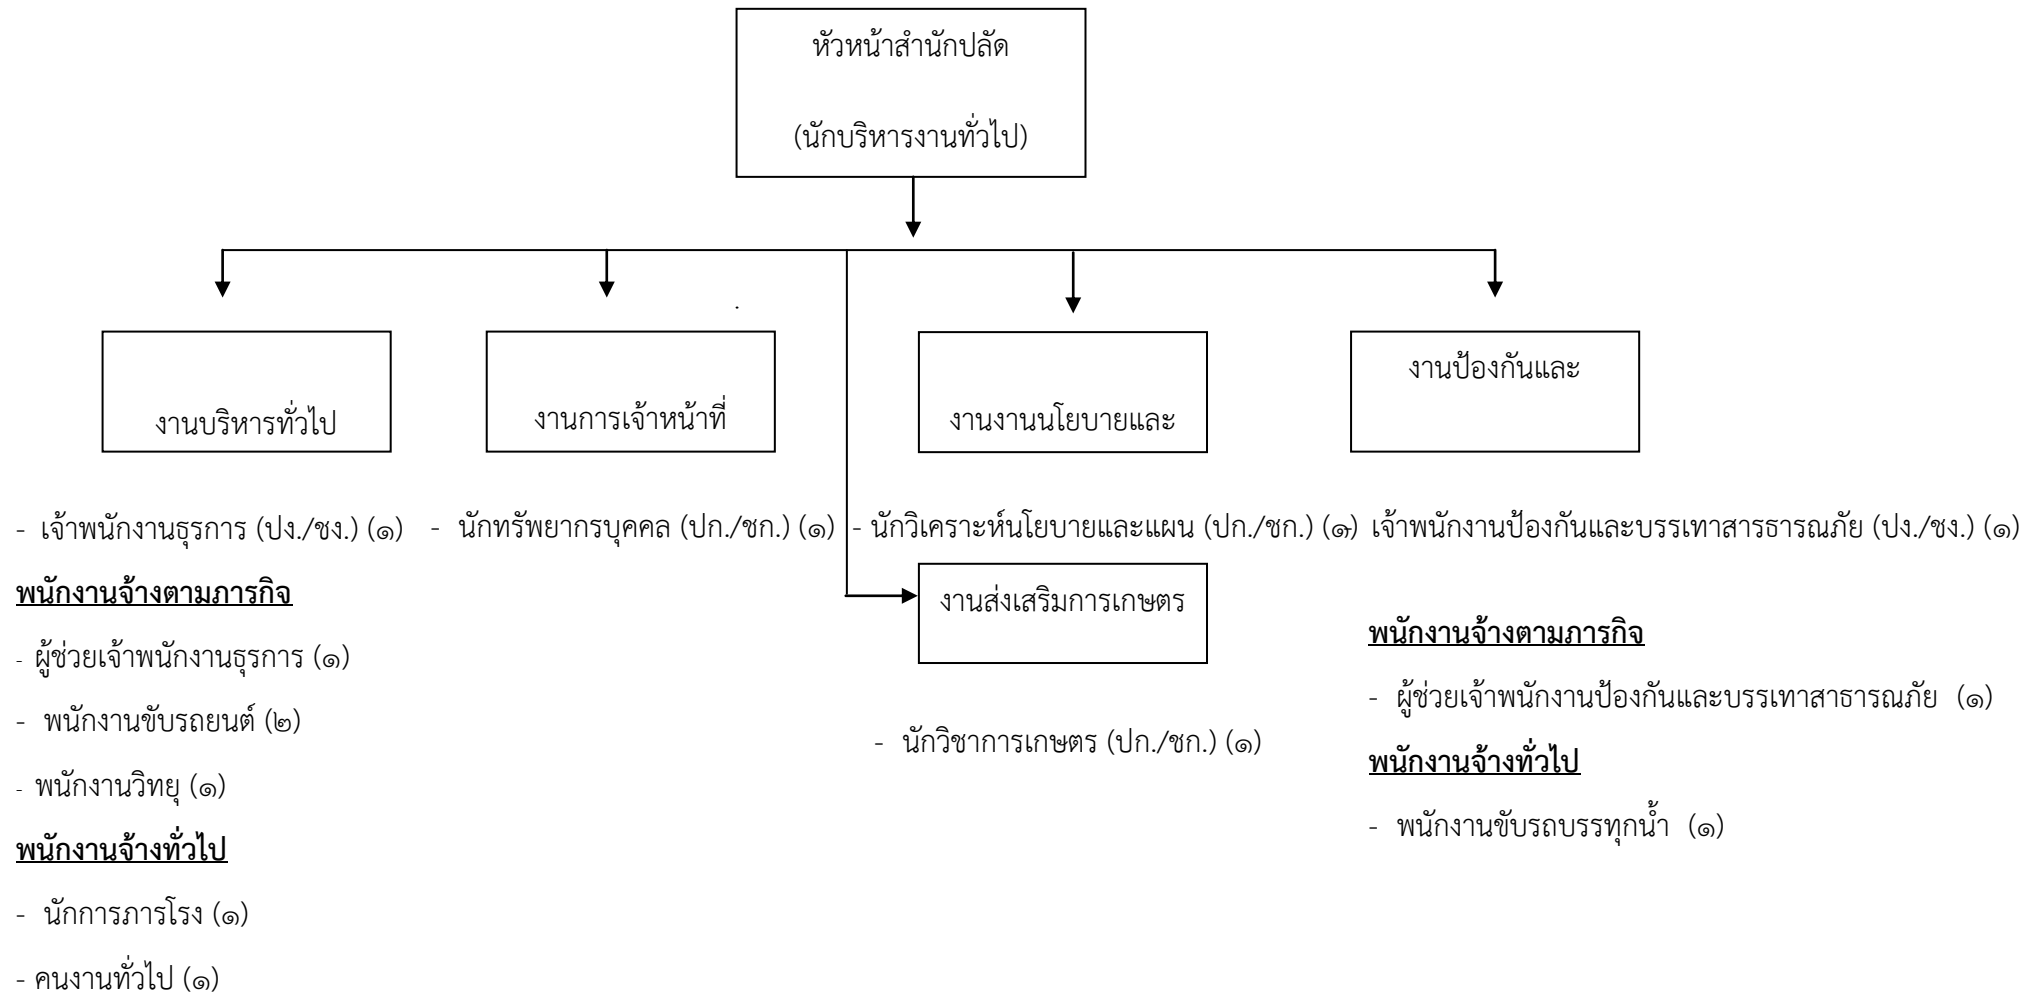 หัวหน้าสำนักปลัด
(นักบริหารงานทั่วไป)
งานบริหารทั่วไป
งานการเจ้าหน้าที่
งานงานนโยบายและ
งานป้องกันและ
- เจ้าพนักงานธุรการ (ปง./ชง.) (๑)
- นักทรัพยากรบุคคล (ปก./ชก.) (๑)
- นักวิเคราะห์นโยบายและแผน (ปก./ชก.) (๑)
- เจ้าพนักงานป้องกันและบรรเทาสารธารณภัย (ปง./ชง.) (๑)
พนักงานจ้างตามภารกิจ
- ผู้ช่วยเจ้าพนักงานธุรการ (๑)
- พนักงานขับรถยนต์ (๒)
- พนักงานวิทยุ (๑)
พนักงานจ้างทั่วไป
- นักการภารโรง (๑)
- คนงานทั่วไป (๑)
งานส่งเสริมการเกษตร
- นักวิชาการเกษตร (ปก./ชก.) (๑)
พนักงานจ้างตามภารกิจ
- ผู้ช่วยเจ้าพนักงานป้องกันและบรรเทาสาธารณภัย (๑)
พนักงานจ้างทั่วไป
- พนักงานขับรถบรรทุกน้ำ (๑)